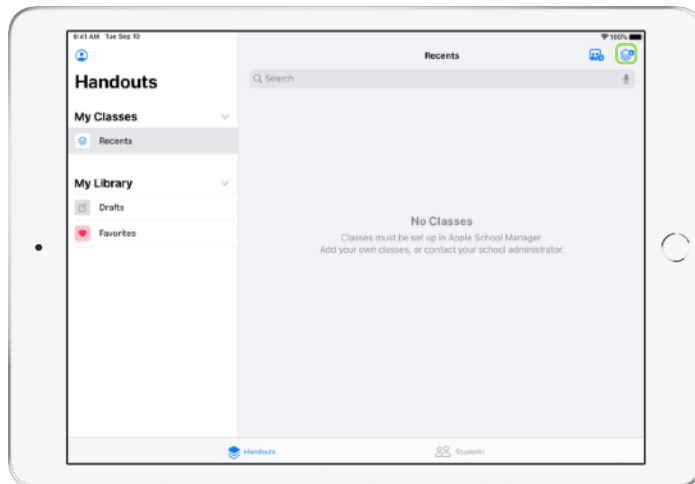 9:41 AM Tue Sep 10
100%
Recents
Handouts
Search
My Classes
Recents
My Library
Drafts
Favorites
No Classes
Classes must be set up in Apple School Manager.
Add your own classes, or contact your school administrator.
Handouts
Students